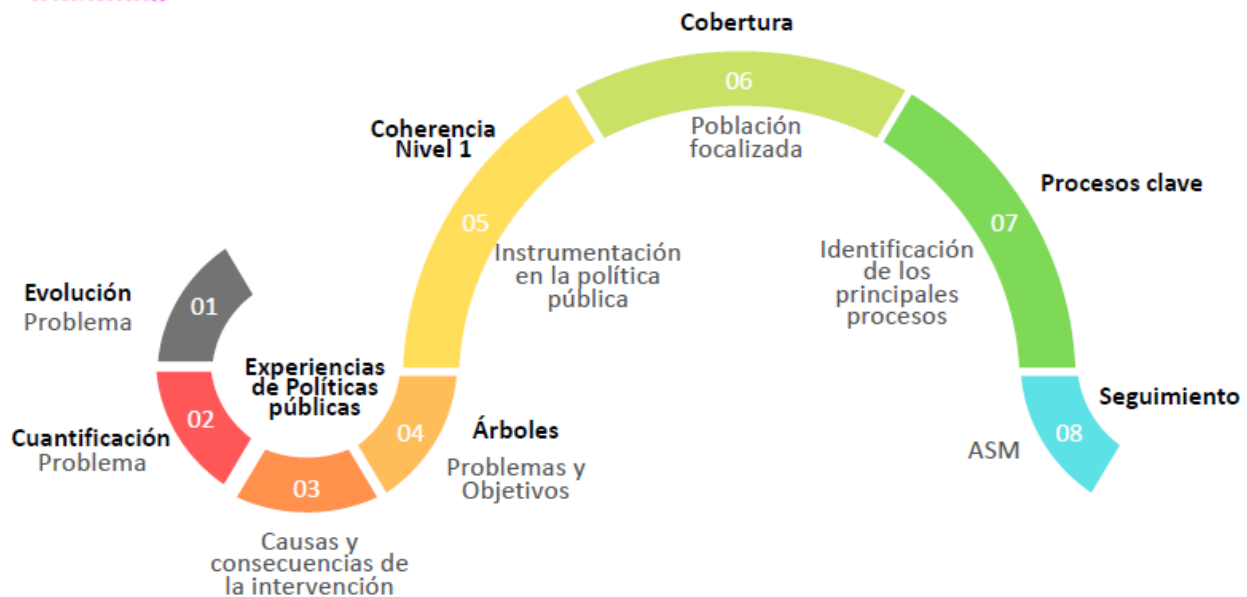 Evolución
Problema
01
Cuantificación
Problema
02
Experiencias
de Políticas
públicas
03
Causas y
consecuencias de
la intervención
04
Árboles
Problemas y
Objetivos
Coherencia
Nivel 1
05
Instrumentación
en la política
pública
Cobertura
06
Población
focalizada
Procesos clave
07
Identificación
de los
principales
procesos
Seguimiento
08
ASM